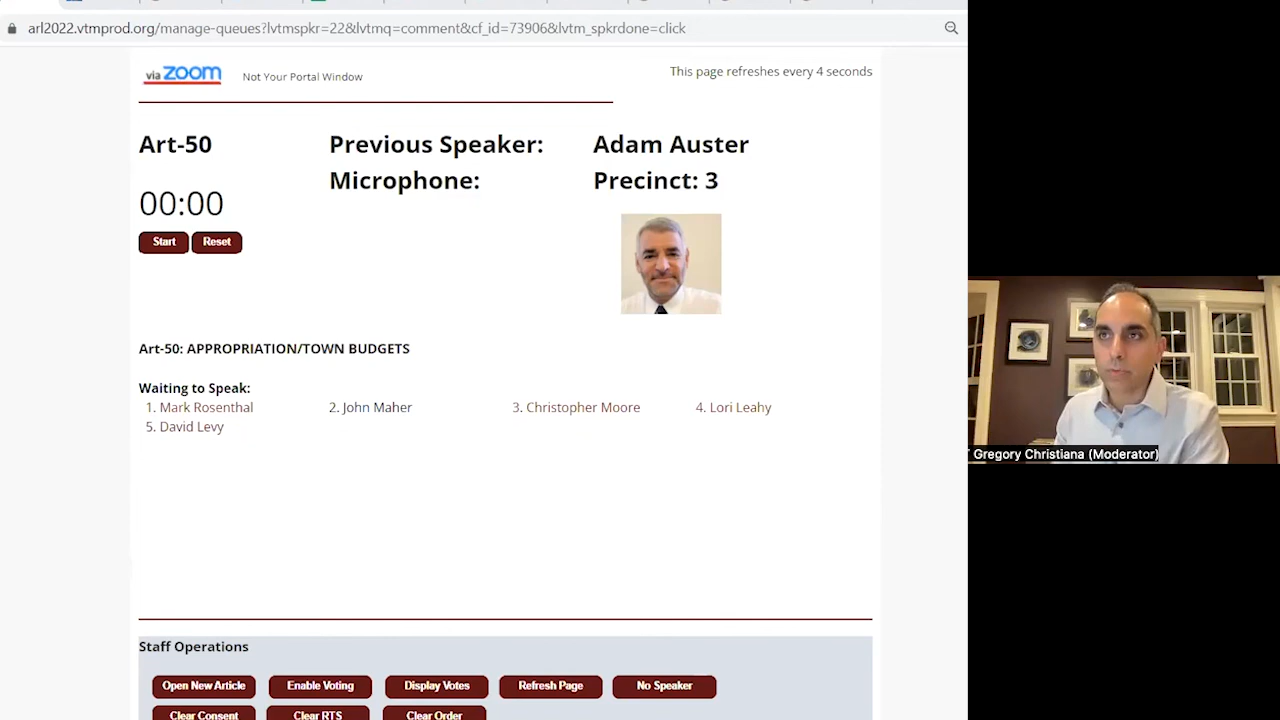 arl2022.vtmprod.org/manage-queues?lvtmspkr=22&lvtmq=comment&cf_id=73906&lvtm_spkrdone=click
via zoom Not Your Portal Window This page refreshes every 4 seconds
Art-50 Previous Speaker: Adam Auster
Microphone: Precinct: 3
00:00
Start Reset
Art-50: APPROPRIATION/TOWN BUDGETS
Waiting to Speak:
1. Mark Rosenthal 2. John Maher 3. Christopher Moore 4. Lori Leahy
5. David Levy
Gregory Christiana (Moderator)
Staff Operations
Open New Article Enable Voting Display Votes Refresh Page No Speaker
Clear Consent Clear RTS Clear Order